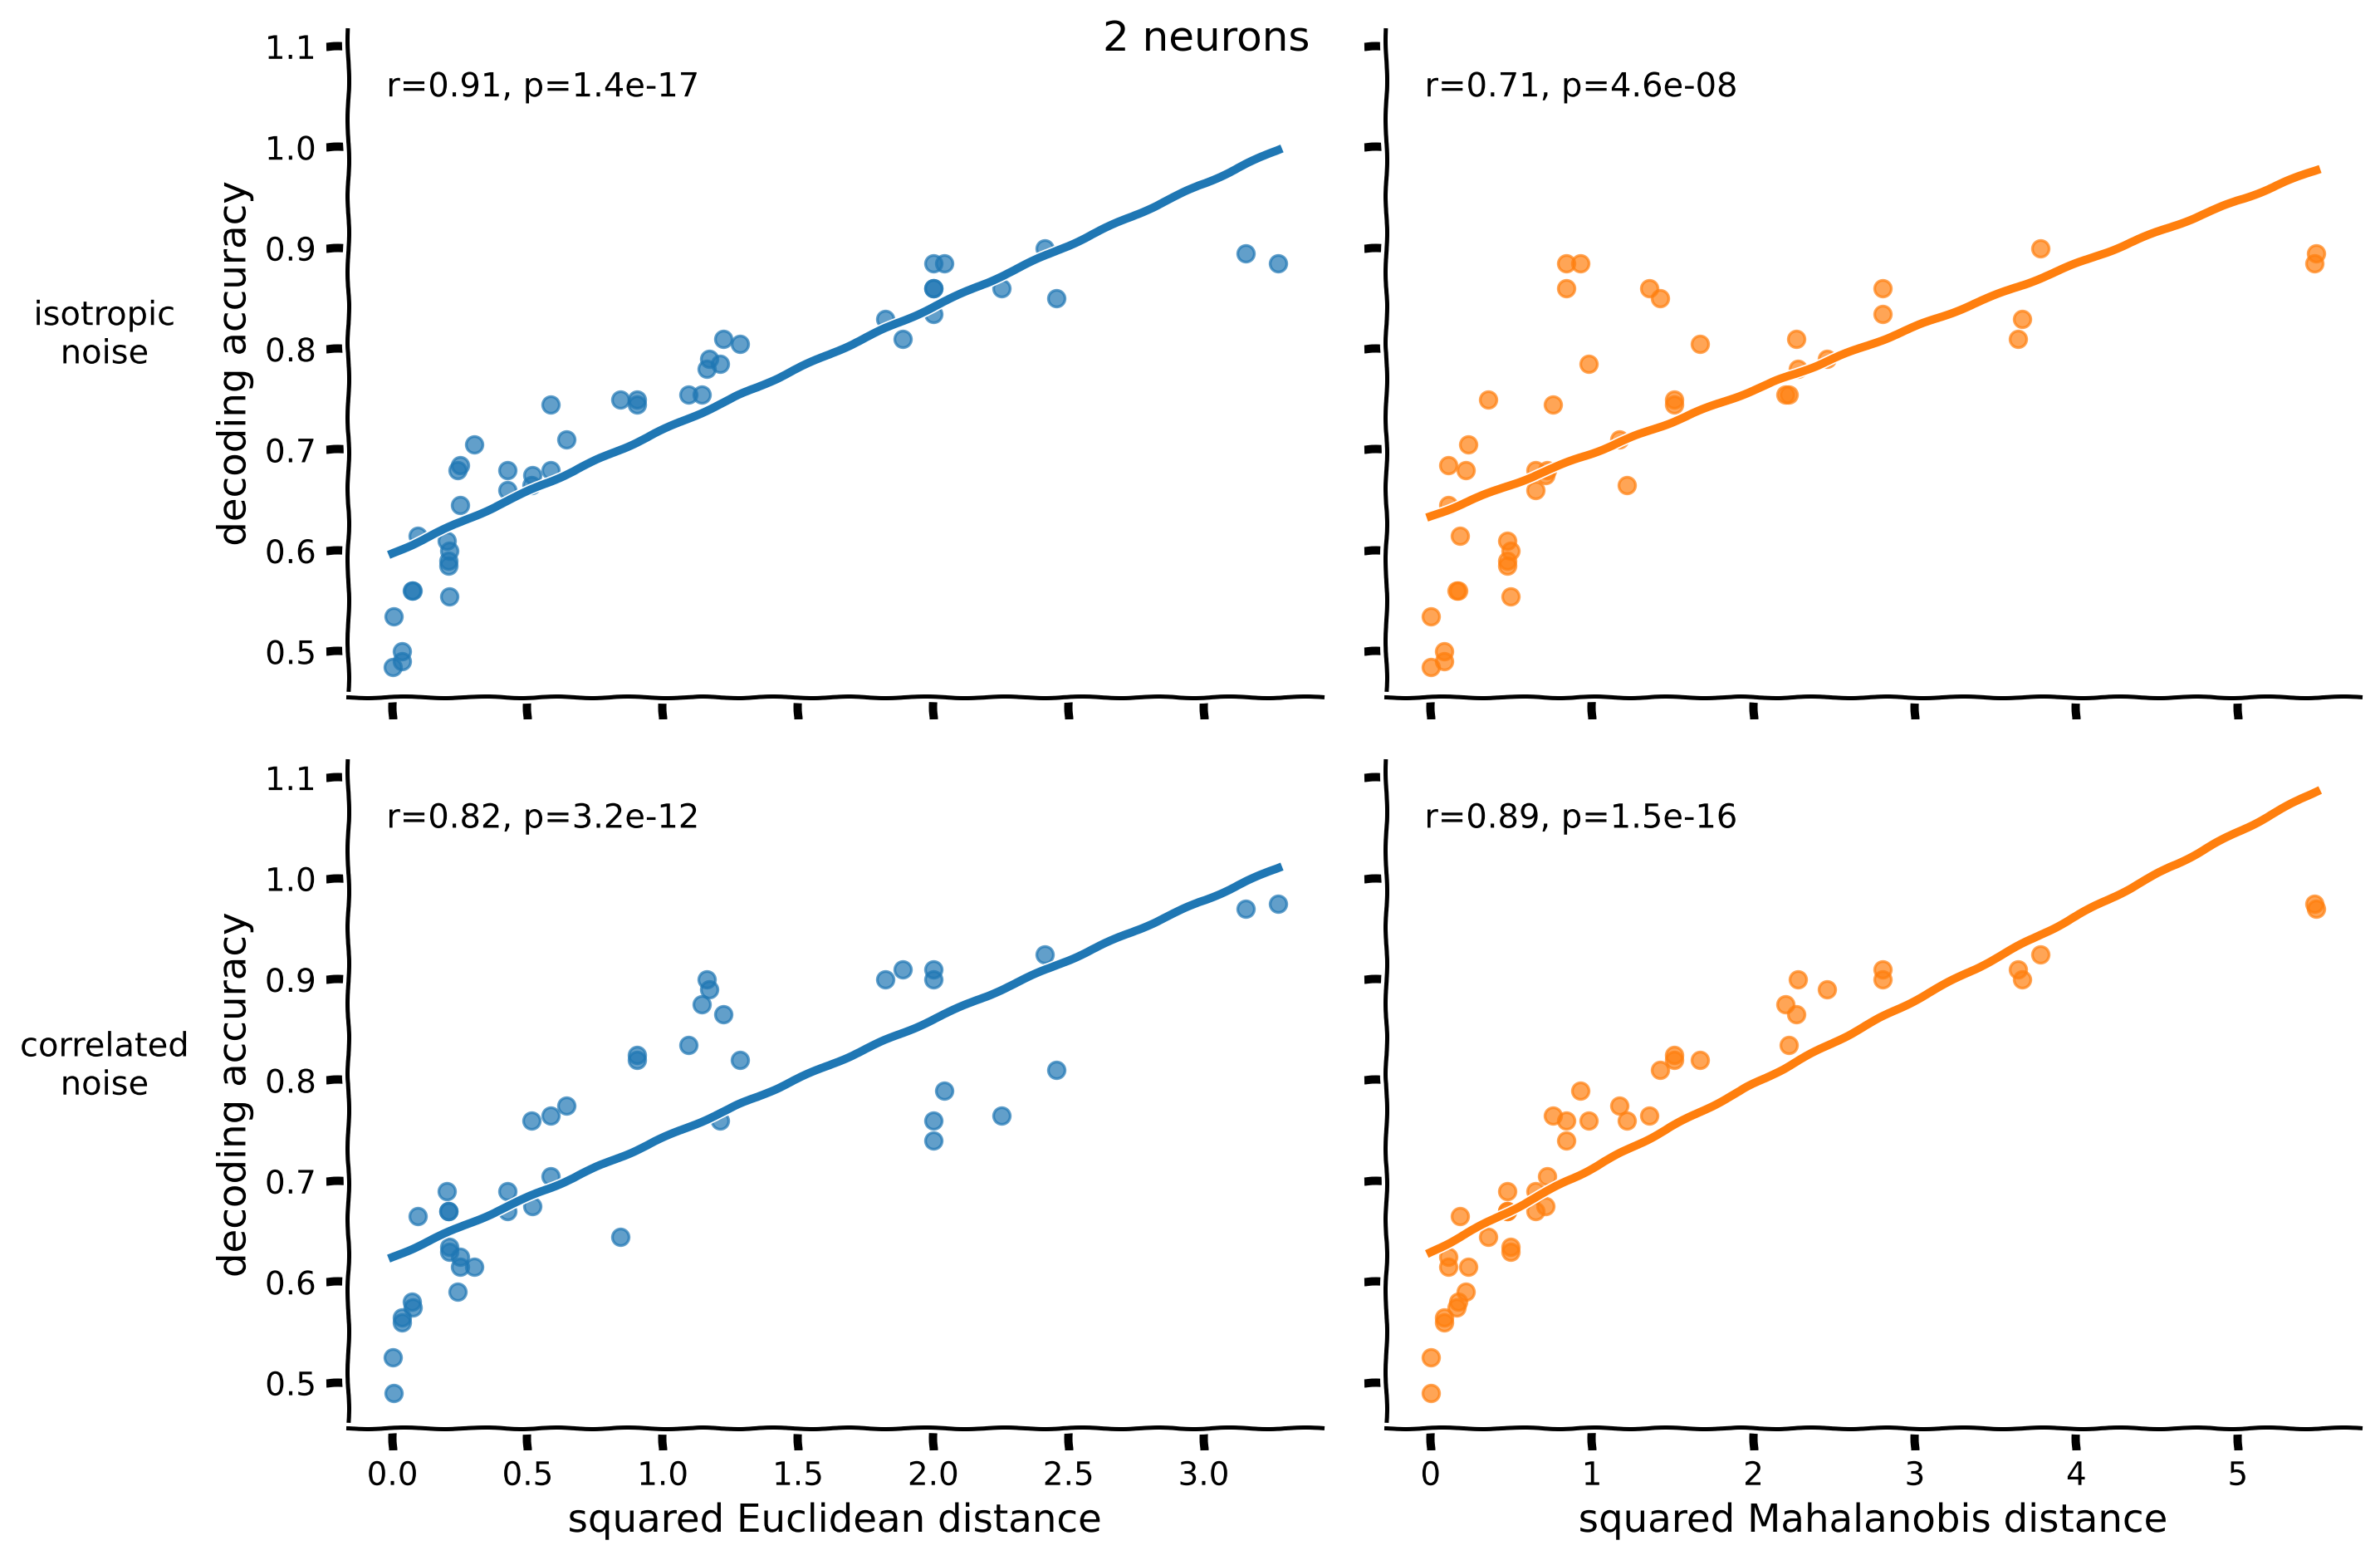 2 neurons
isotropic
noise
decoding accuracy
1.1
1.0
0.9
0.8
0.7
0.6
0.5
r=0.91, p=1.4e-17
r=0.71, p=4.6e-08
correlated
noise
decoding accuracy
1.1
1.0
0.9
0.8
0.7
0.6
0.5
r=0.82, p=3.2e-12
r=0.89, p=1.5e-16
0.0 0.5 1.0 1.5 2.0 2.5 3.0
squared Euclidean distance
0 1 2 3 4 5
squared Mahalanobis distance